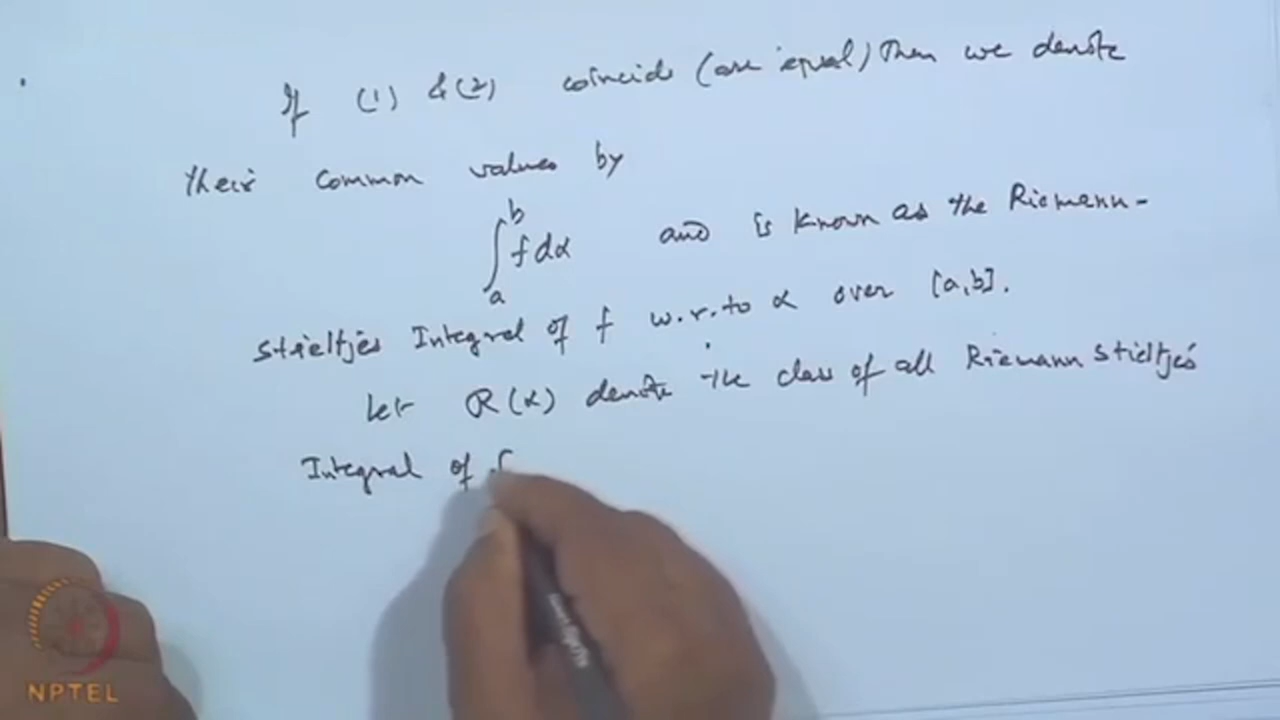 If (1) & (2) coincide (are equal) Then we denote
their common values by
∫_a^b f dα and is known as the Riemann-
Stieltjes Integral of f w.r.to α over [a,b].
Let R(α) denote the class of all Riemann Stieltjes
Integral of f
NPTEL